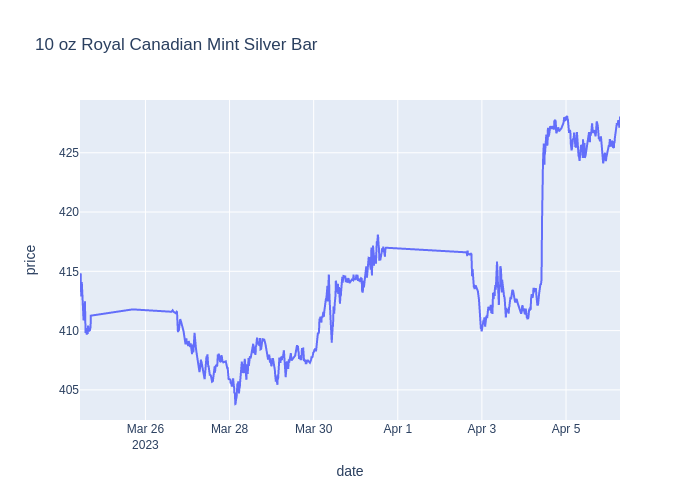 10 oz Royal Canadian Mint Silver Bar
price
425
420
415
410
405
Mar 26
2023
Mar 28
Mar 30
Apr 1
Apr 3
Apr 5
date